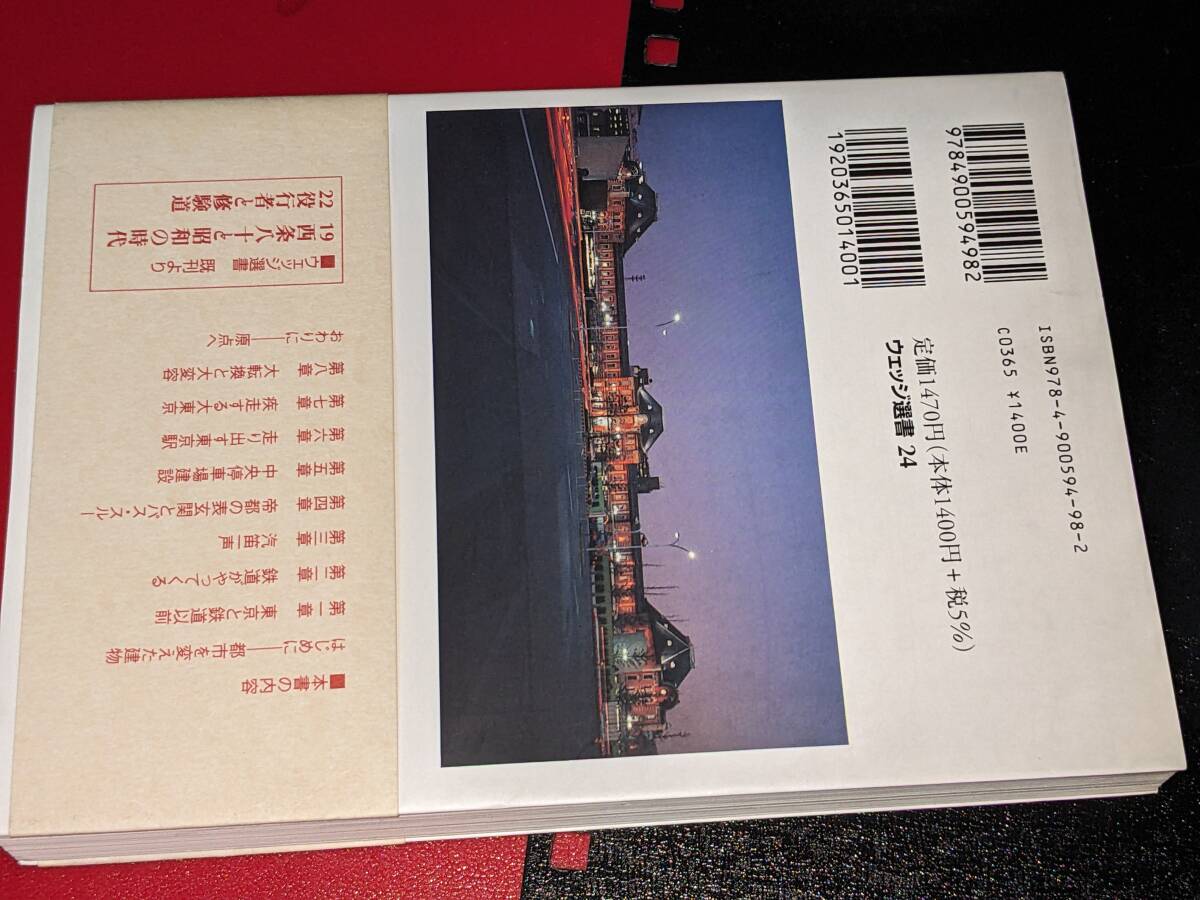 9784900594982
1920365014001
ISBN978-4-900594-98-2
C0365 ¥1400E
定価1470円(本体1400円+税5%)
ウェッジ選書 24
■本書の内容
はじめに――都市を変えた建物
第一章 東京と鉄道以前
第二章 鉄道がやってくる
第三章 汽笛一声
第四章 帝都の表玄関とパス・スルー
第五章 中央停車場建設
第六章 走り出す東京駅
第七章 疾走する大東京
第八章 大転換と大変容
おわりに――原点へ
■ウェッジ選書 既刊より
19 西条八十と昭和の時代
22 役行者と修験道